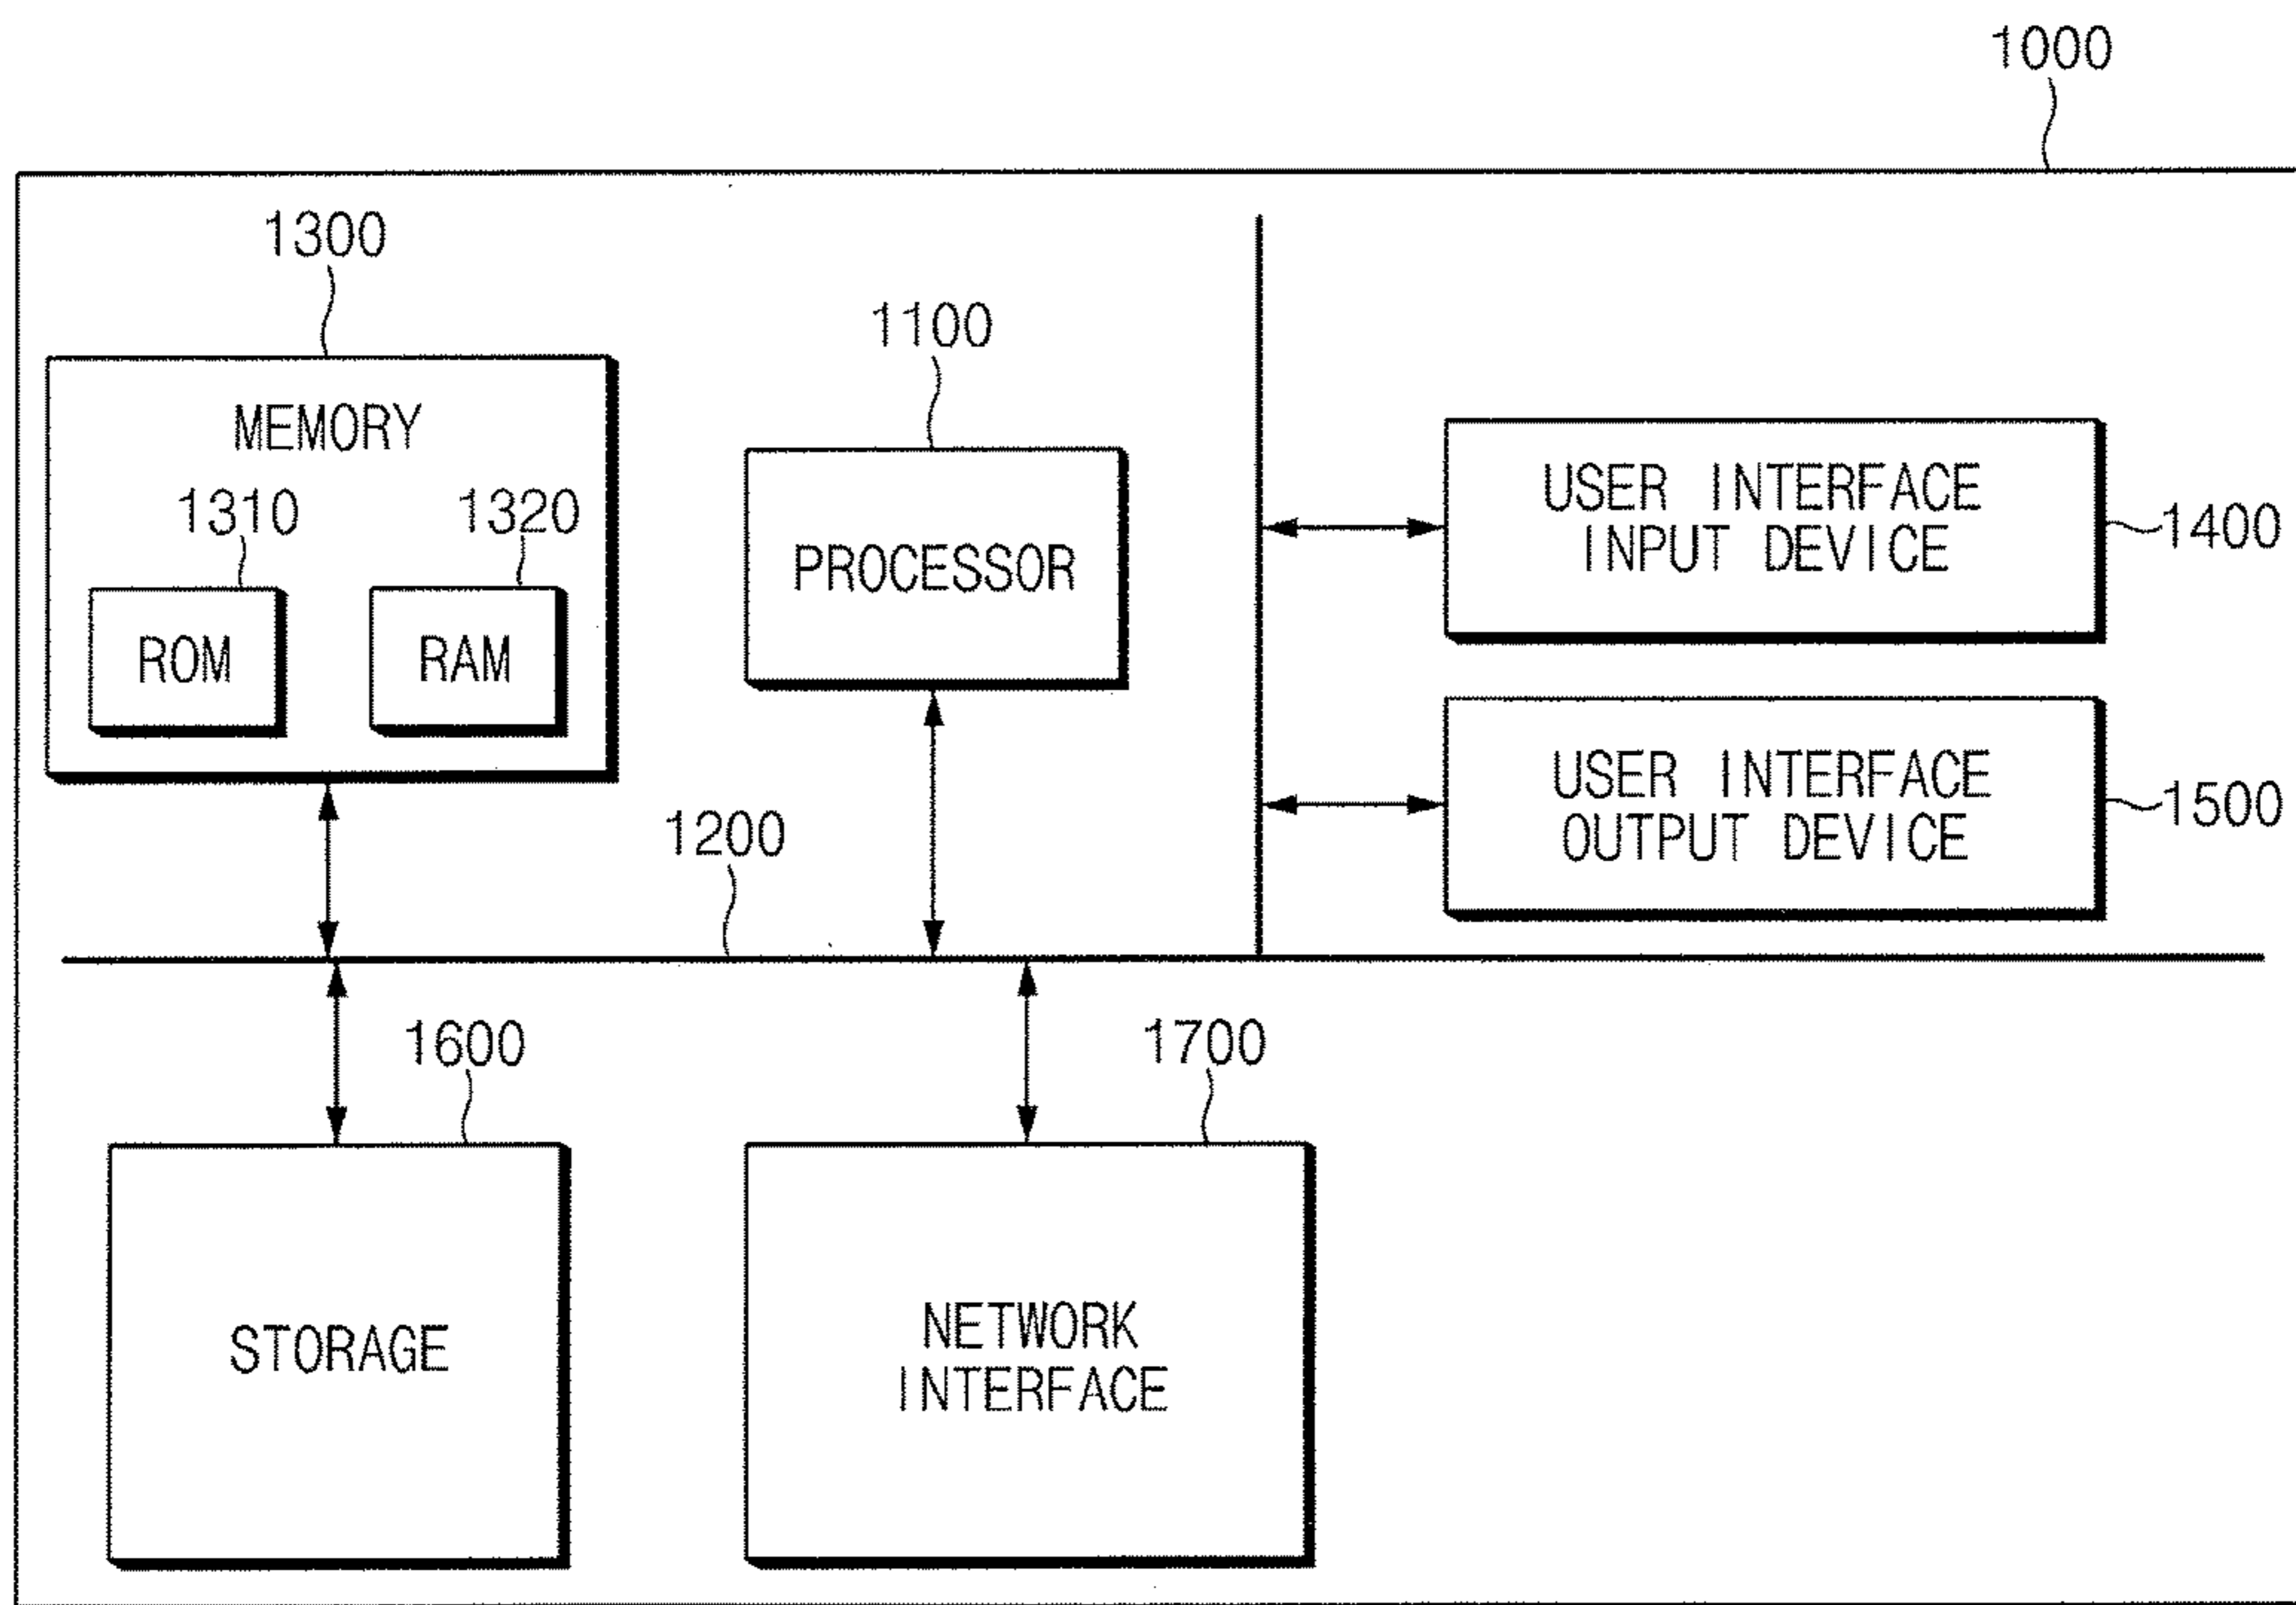 1000
1300
MEMORY
1310
1320
ROM
RAM
1100
PROCESSOR
USER INTERFACE
INPUT DEVICE
1400
USER INTERFACE
OUTPUT DEVICE
1500
1200
1600
STORAGE
1700
NETWORK
INTERFACE